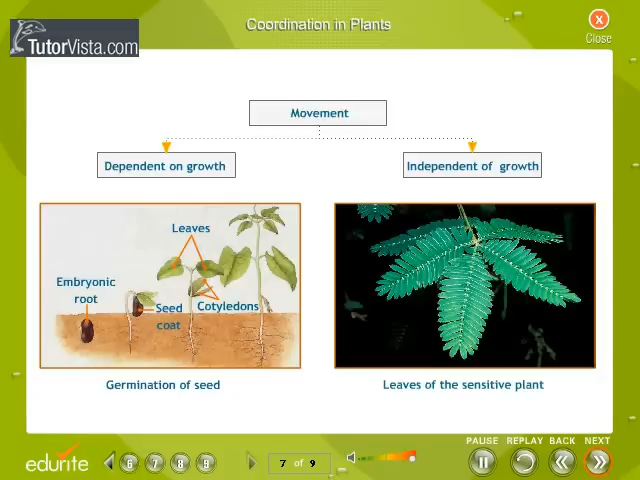 Coordination in Plants
X
Close
TutorVista.com
Movement
Dependent on growth
Independent of growth
Leaves
Embryonic
root
Seed
coat
Cotyledons
Germination of seed
Leaves of the sensitive plant
PAUSE REPLAY BACK NEXT
edurite
6 7 8 9
7 of 9